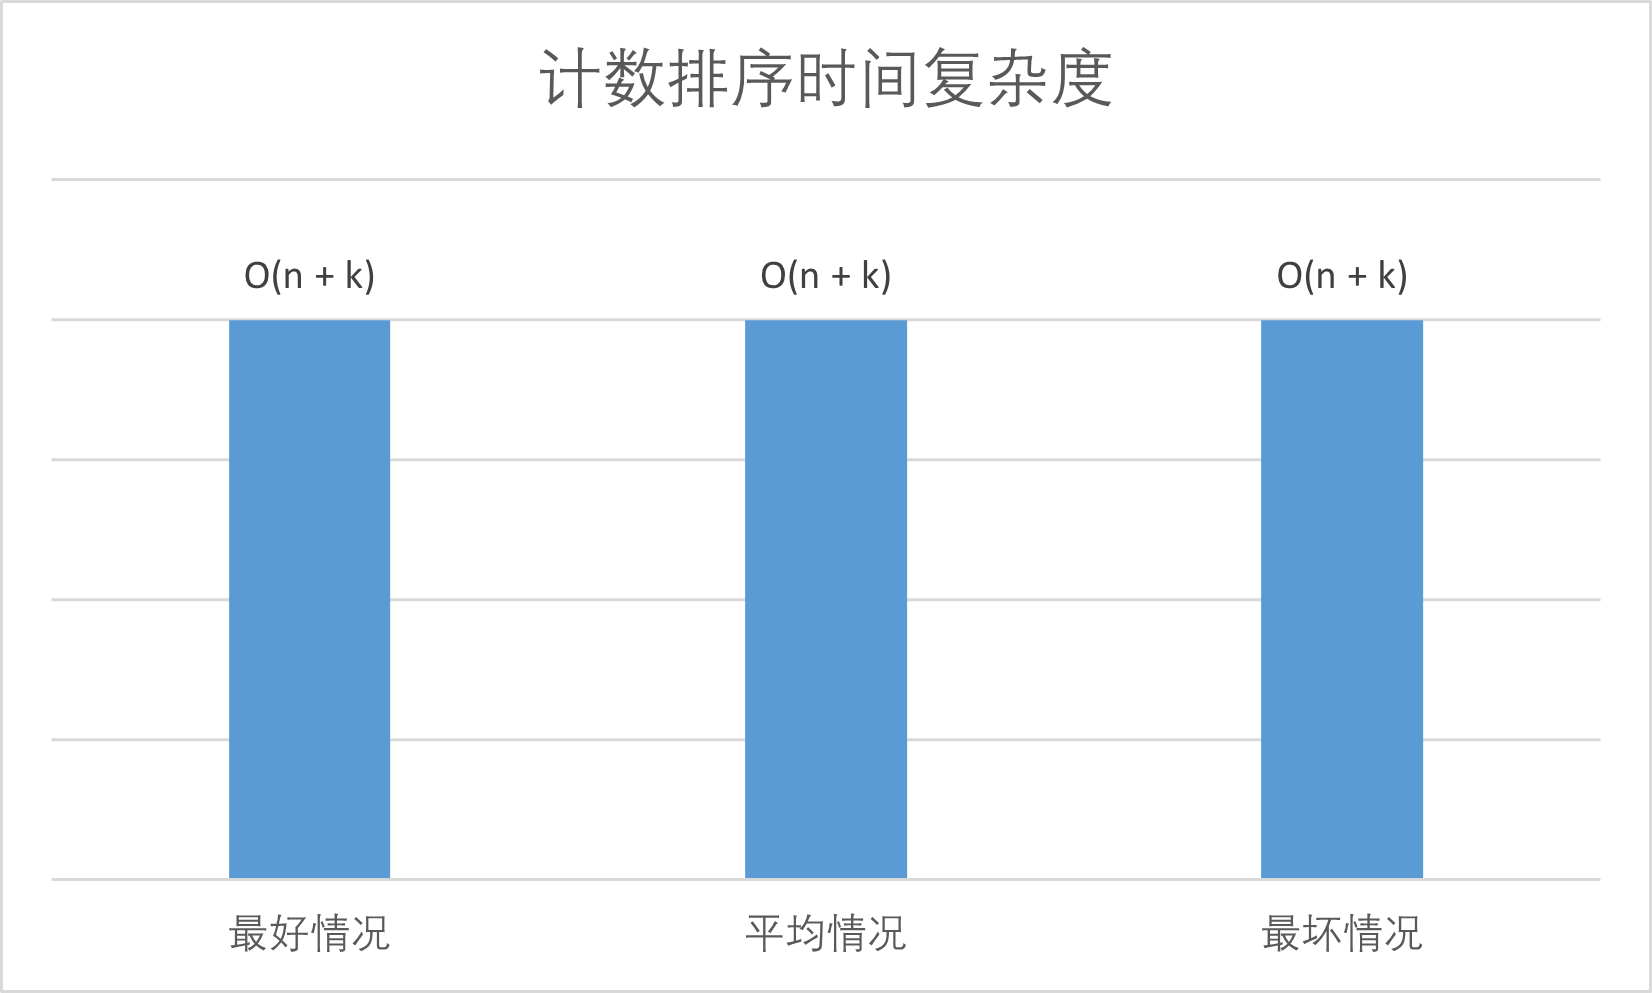 计数排序时间复杂度
O(n + k) O(n + k) O(n + k)
最好情况 平均情况 最坏情况